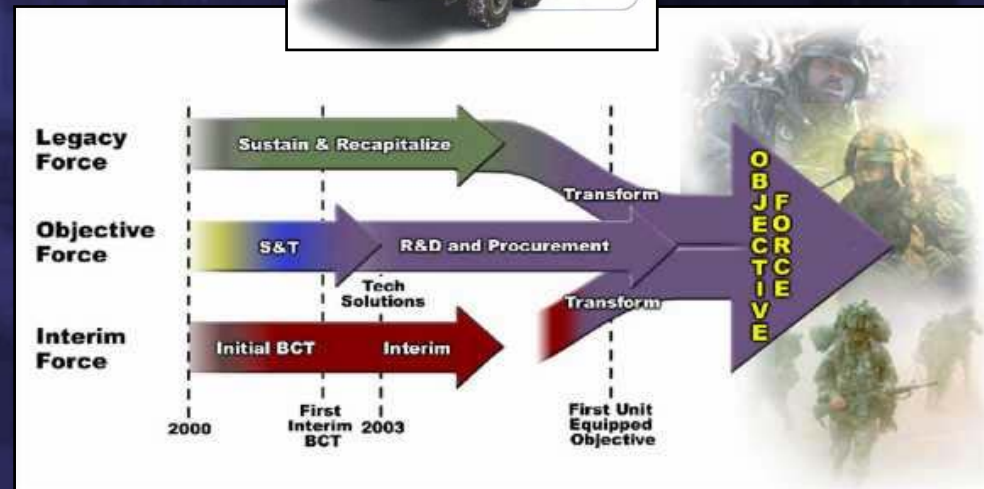 Legacy
Force
Sustain & Recapitalize
Transform
Objective
Force
S&T
R&D and Procurement
Tech
Solutions
Transform
Interim
Force
Initial BCT
Interim
2000
First
Interim
BCT
2003
First Unit
Equipped
Objective
OBJECTIVE
FORCE